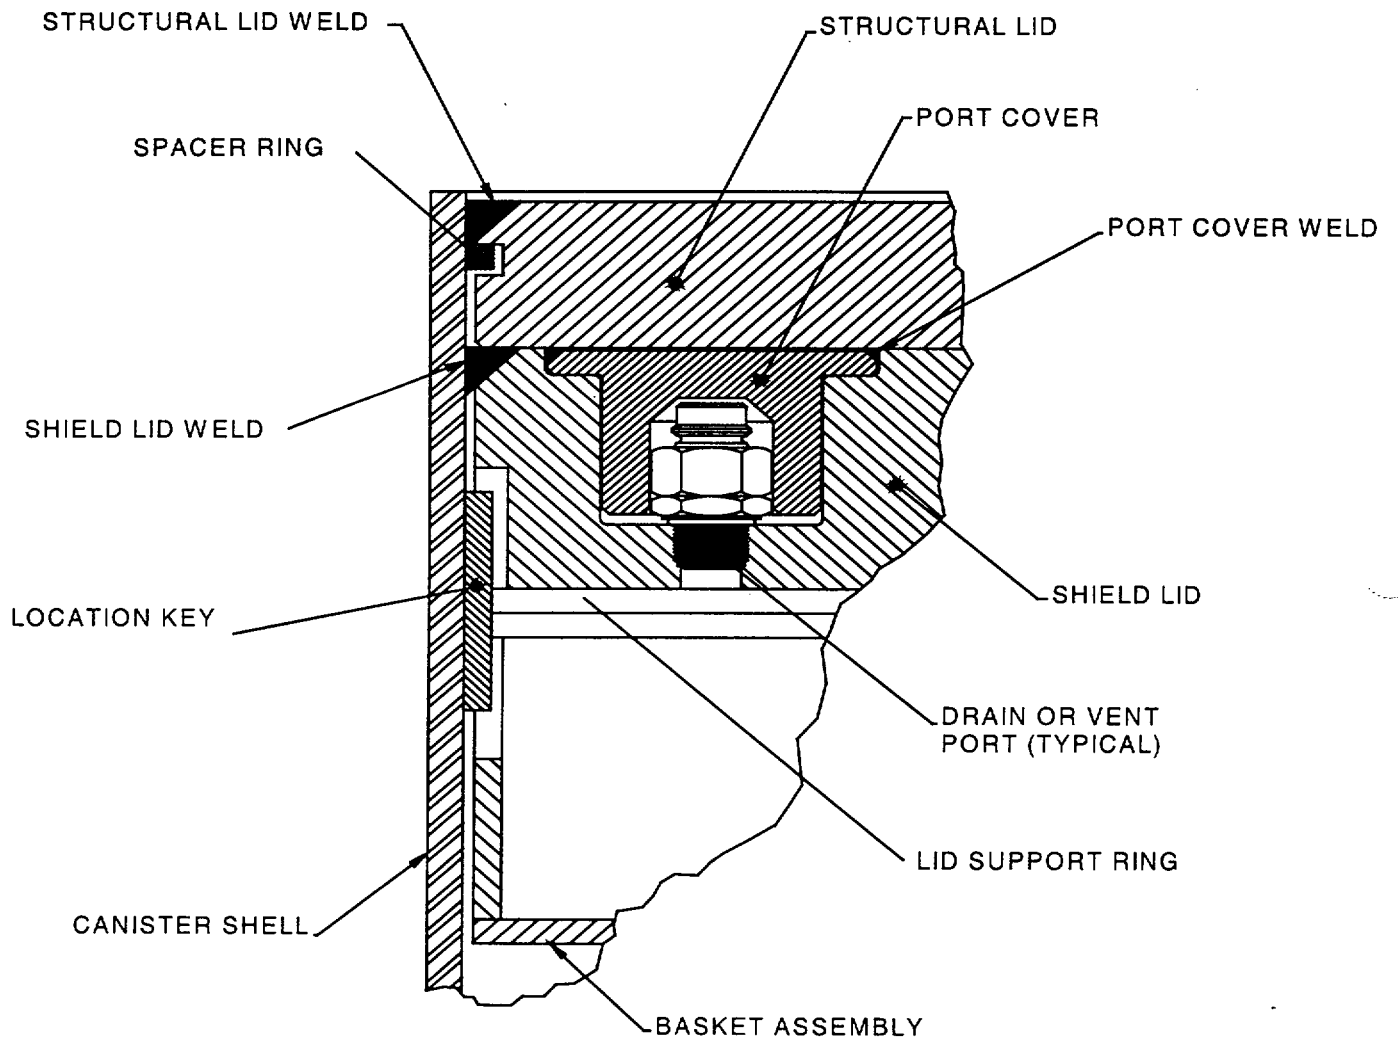 STRUCTURAL LID WELD
STRUCTURAL LID
PORT COVER
SPACER RING
PORT COVER WELD
SHIELD LID WELD
SHIELD LID
LOCATION KEY
DRAIN OR VENT
PORT (TYPICAL)
LID SUPPORT RING
CANISTER SHELL
BASKET ASSEMBLY